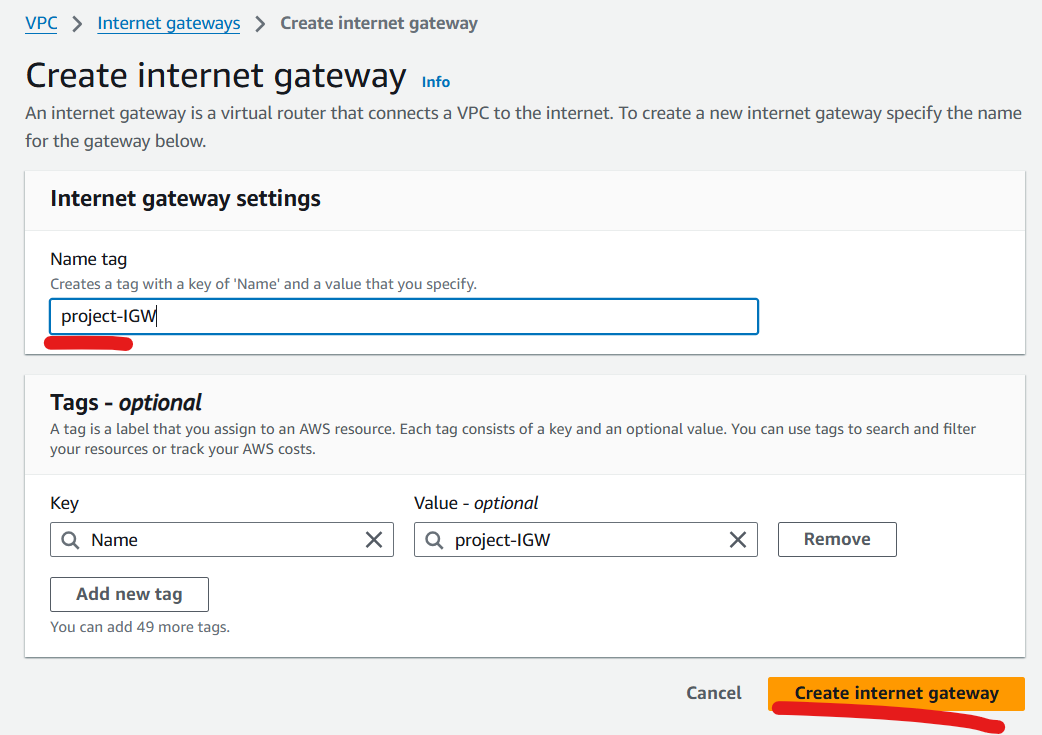 VPC > Internet gateways > Create internet gateway
Create internet gateway Info
An internet gateway is a virtual router that connects a VPC to the internet. To create a new internet gateway specify the name
for the gateway below.
Internet gateway settings
Name tag
Creates a tag with a key of 'Name' and a value that you specify.
project-IGW
Tags - optional
A tag is a label that you assign to an AWS resource. Each tag consists of a key and an optional value. You can use tags to search and filter
your resources or track your AWS costs.
Key Value - optional
Name project-IGW Remove
Add new tag
You can add 49 more tags.
Cancel Create internet gateway